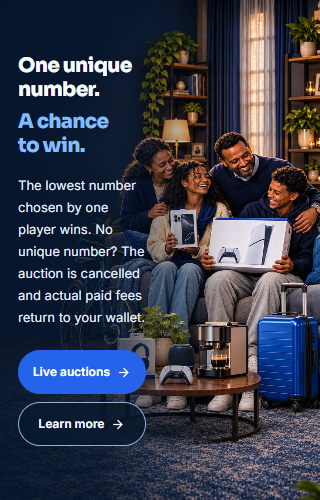 One unique
number.
A chance
to win.
The lowest number
chosen by one
player wins. No
unique number? The
auction is cancelled
and actual paid fees
return to your wallet.
Live auctions →
Learn more →